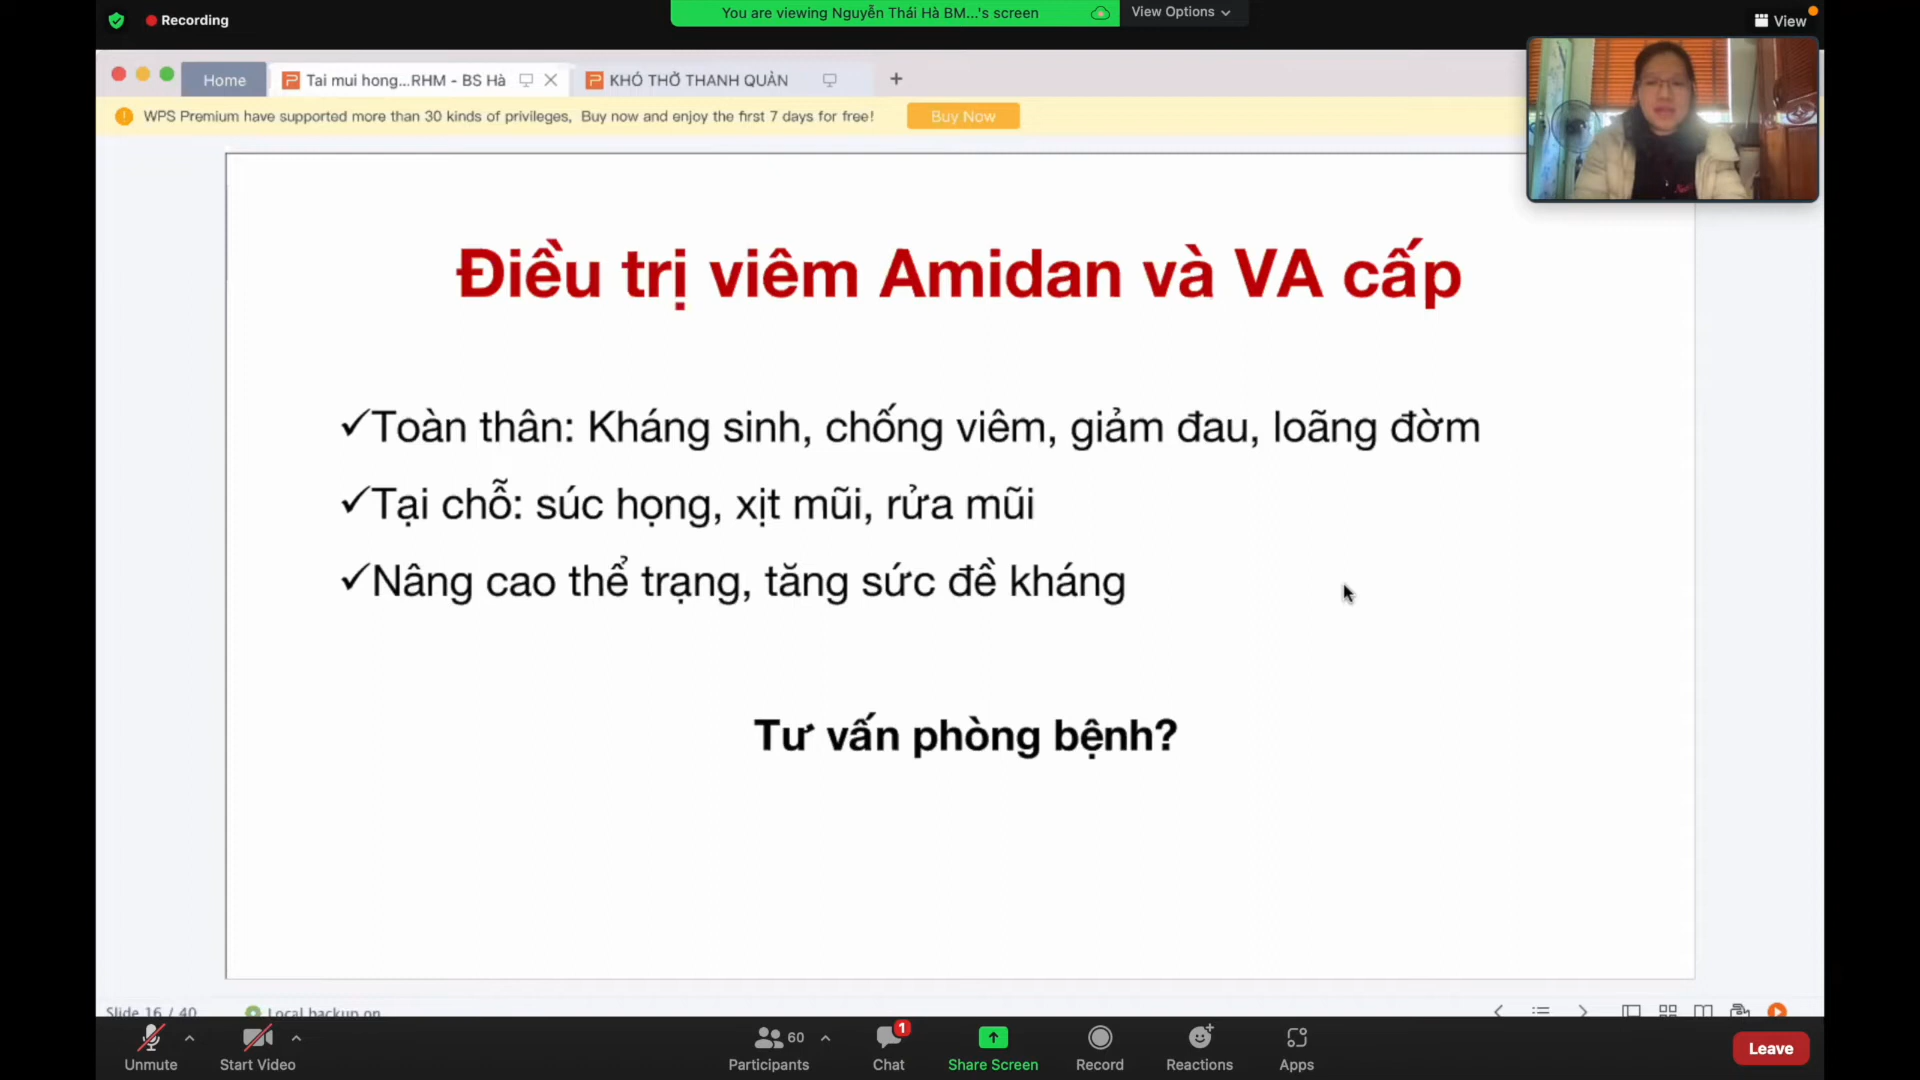 Recording
You are viewing Nguyễn Thái Hà BM...'s screen
View Options
View
Home
Tai mui hong...RHM - BS Hà
KHÓ THỞ THANH QUẢN
WPS Premium have supported more than 30 kinds of privileges, Buy now and enjoy the first 7 days for free!
Buy Now
Điều trị viêm Amidan và VA cấp
✓Toàn thân: Kháng sinh, chống viêm, giảm đau, loãng đờm
✓Tại chỗ: súc họng, xịt mũi, rửa mũi
✓Nâng cao thể trạng, tăng sức đề kháng
Tư vấn phòng bệnh?
Slide 16 / 40
Local backup on
Unmute
Start Video
60
Participants
1
Chat
Share Screen
Record
Reactions
Apps
Leave